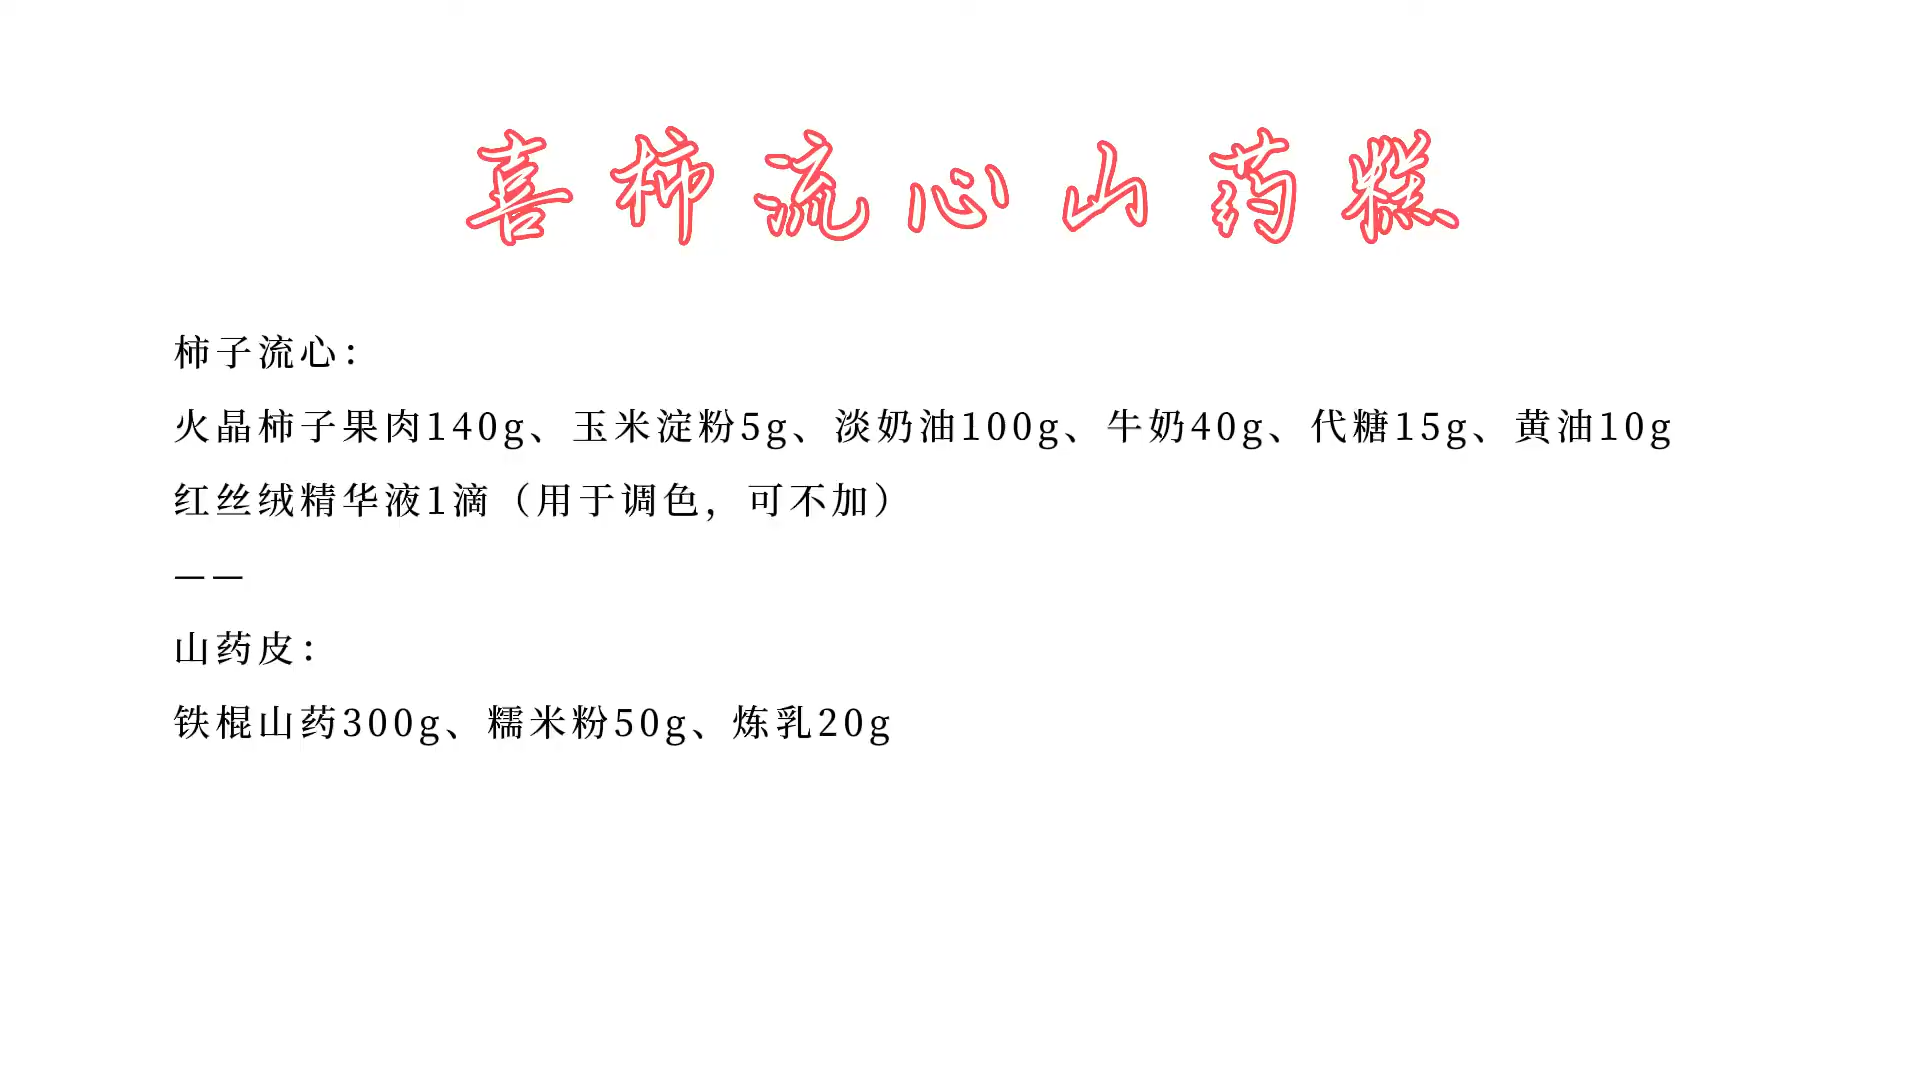 喜柿流心山药糕
柿子流心：
火晶柿子果肉140g、玉米淀粉5g、淡奶油100g、牛奶40g、代糖15g、黄油10g
红丝绒精华液1滴（用于调色，可不加）
——
山药皮：
铁棍山药300g、糯米粉50g、炼乳20g